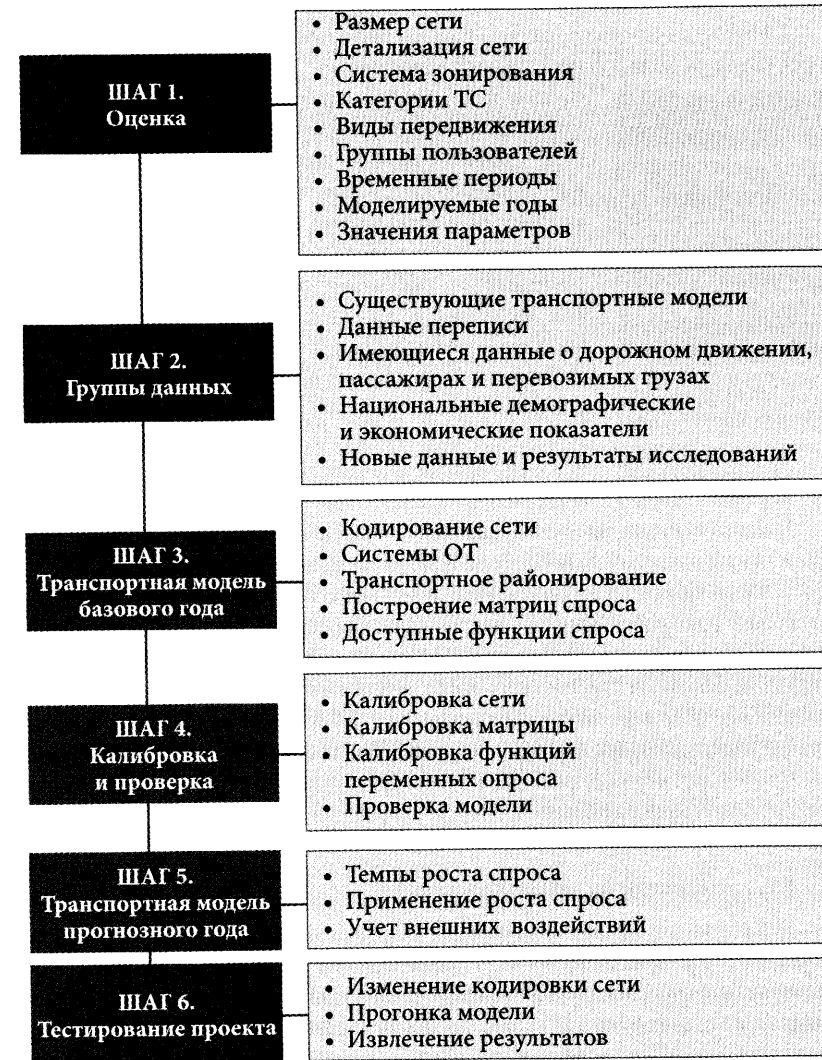 ШАГ 1.
Оценка
• Размер сети
• Детализация сети
• Система зонирования
• Категории ТС
• Виды передвижения
• Группы пользователей
• Временные периоды
• Моделируемые годы
• Значения параметров
ШАГ 2.
Группы данных
• Существующие транспортные модели
• Данные переписи
• Имеющиеся данные о дорожном движении,
пассажирах и перевозимых грузах
• Национальные демографические
и экономические показатели
• Новые данные и результаты исследований
ШАГ 3.
Транспортная модель
базового года
• Кодирование сети
• Системы ОТ
• Транспортное районирование
• Построение матриц спроса
• Доступные функции спроса
ШАГ 4.
Калибровка
и проверка
• Калибровка сети
• Калибровка матрицы
• Калибровка функций
переменных опроса
• Проверка модели
ШАГ 5.
Транспортная модель
прогнозного года
• Темпы роста спроса
• Применение роста спроса
• Учет внешних воздействий
ШАГ 6.
Тестирование проекта
• Изменение кодировки сети
• Прогонка модели
• Извлечение результатов